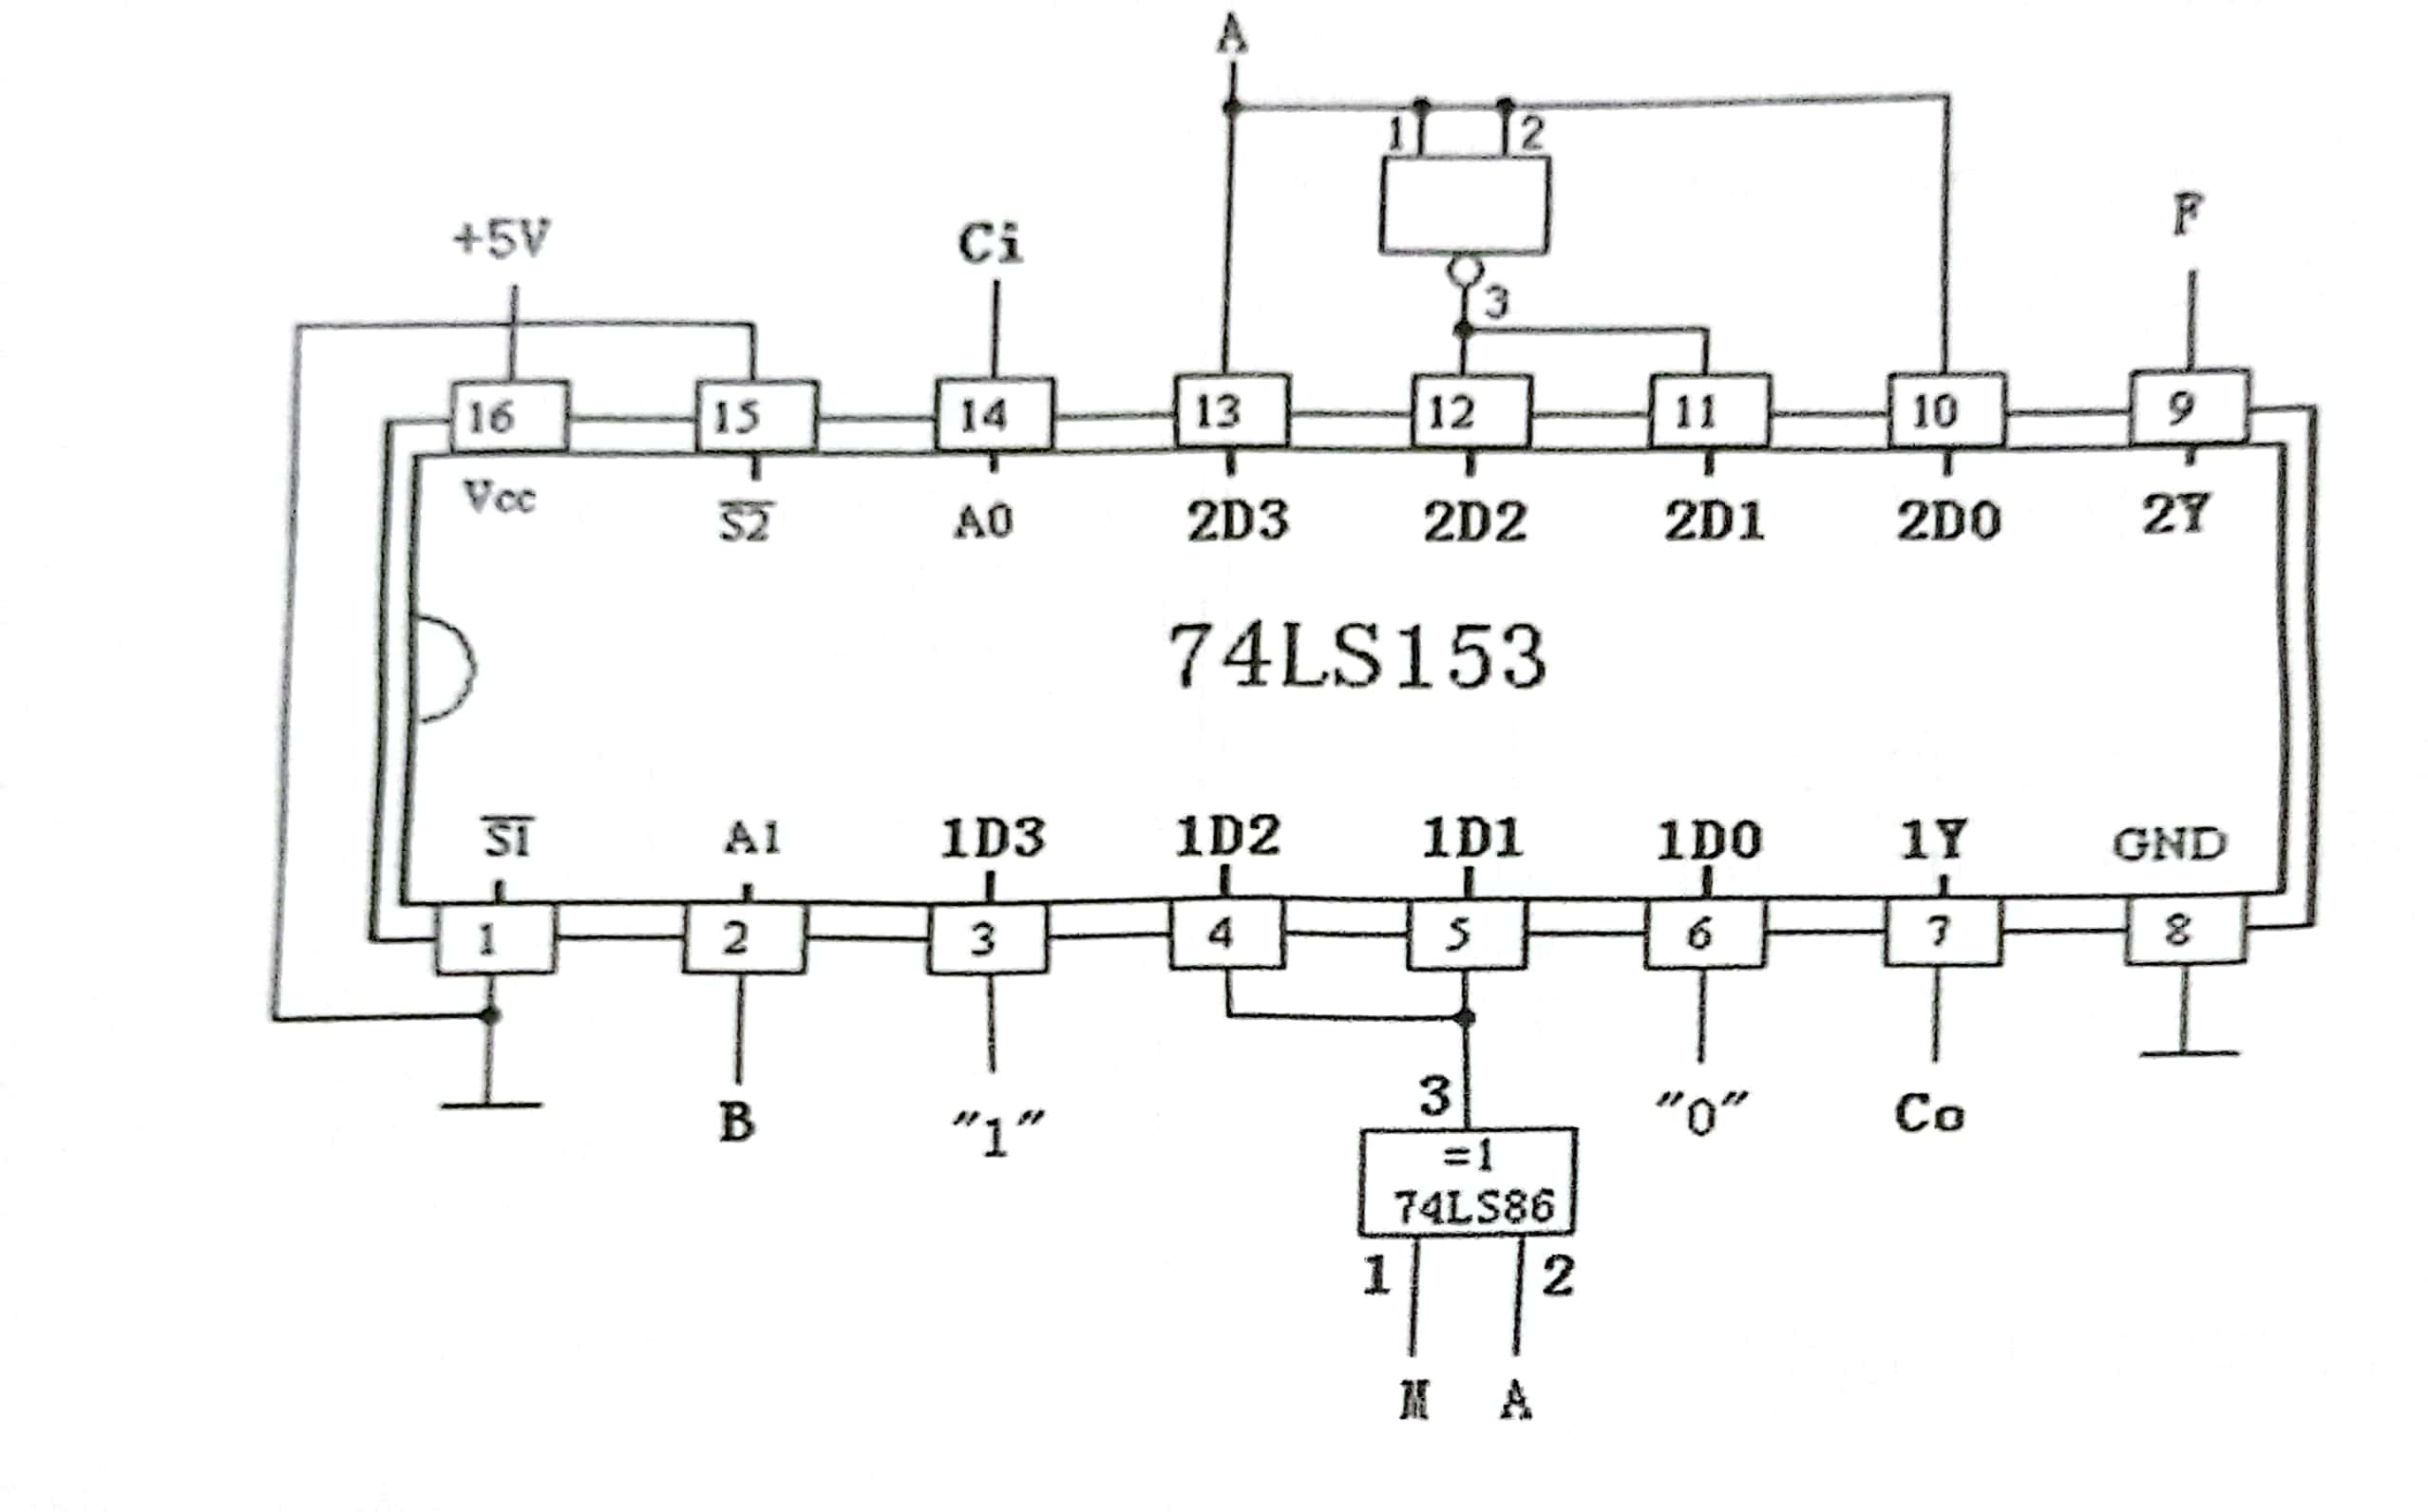 A
1 2
+5V Ci F
3
16 15 14 13 12 11 10 9
Vcc S2 A0 2D3 2D2 2D1 2D0 2Y
74LS153
S1 A1 1D3 1D2 1D1 1D0 1Y GND
1 2 3 4 5 6 7 8
B "1" 3 "0" Co
=1
74LS86
1 2
M A